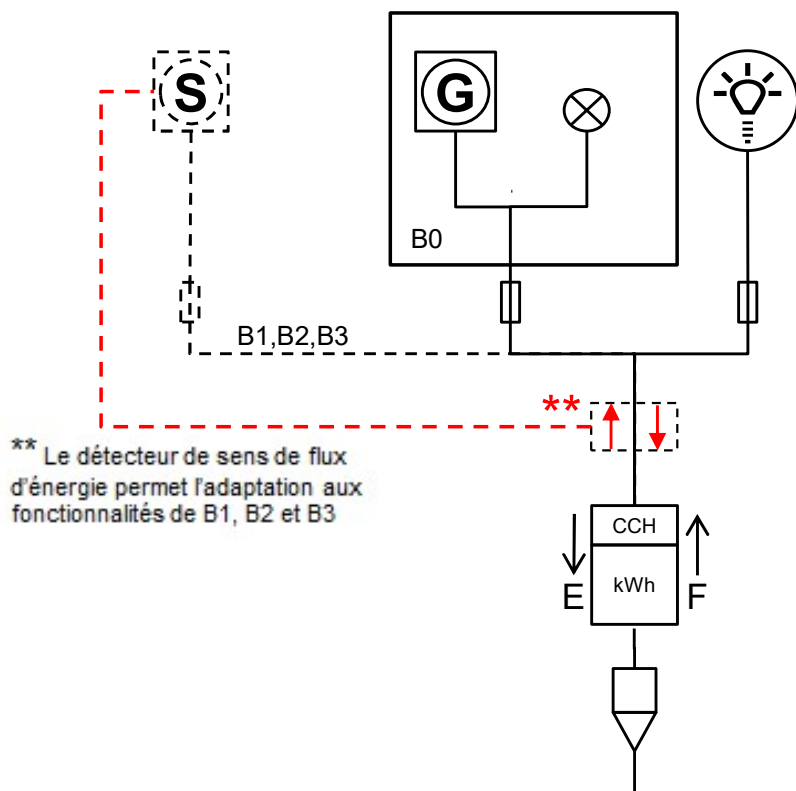 S
G
B0
B1,B2,B3
**
** Le détecteur de sens de flux
d'énergie permet l'adaptation aux
fonctionnalités de B1, B2 et B3
CCH
E
kWh
F